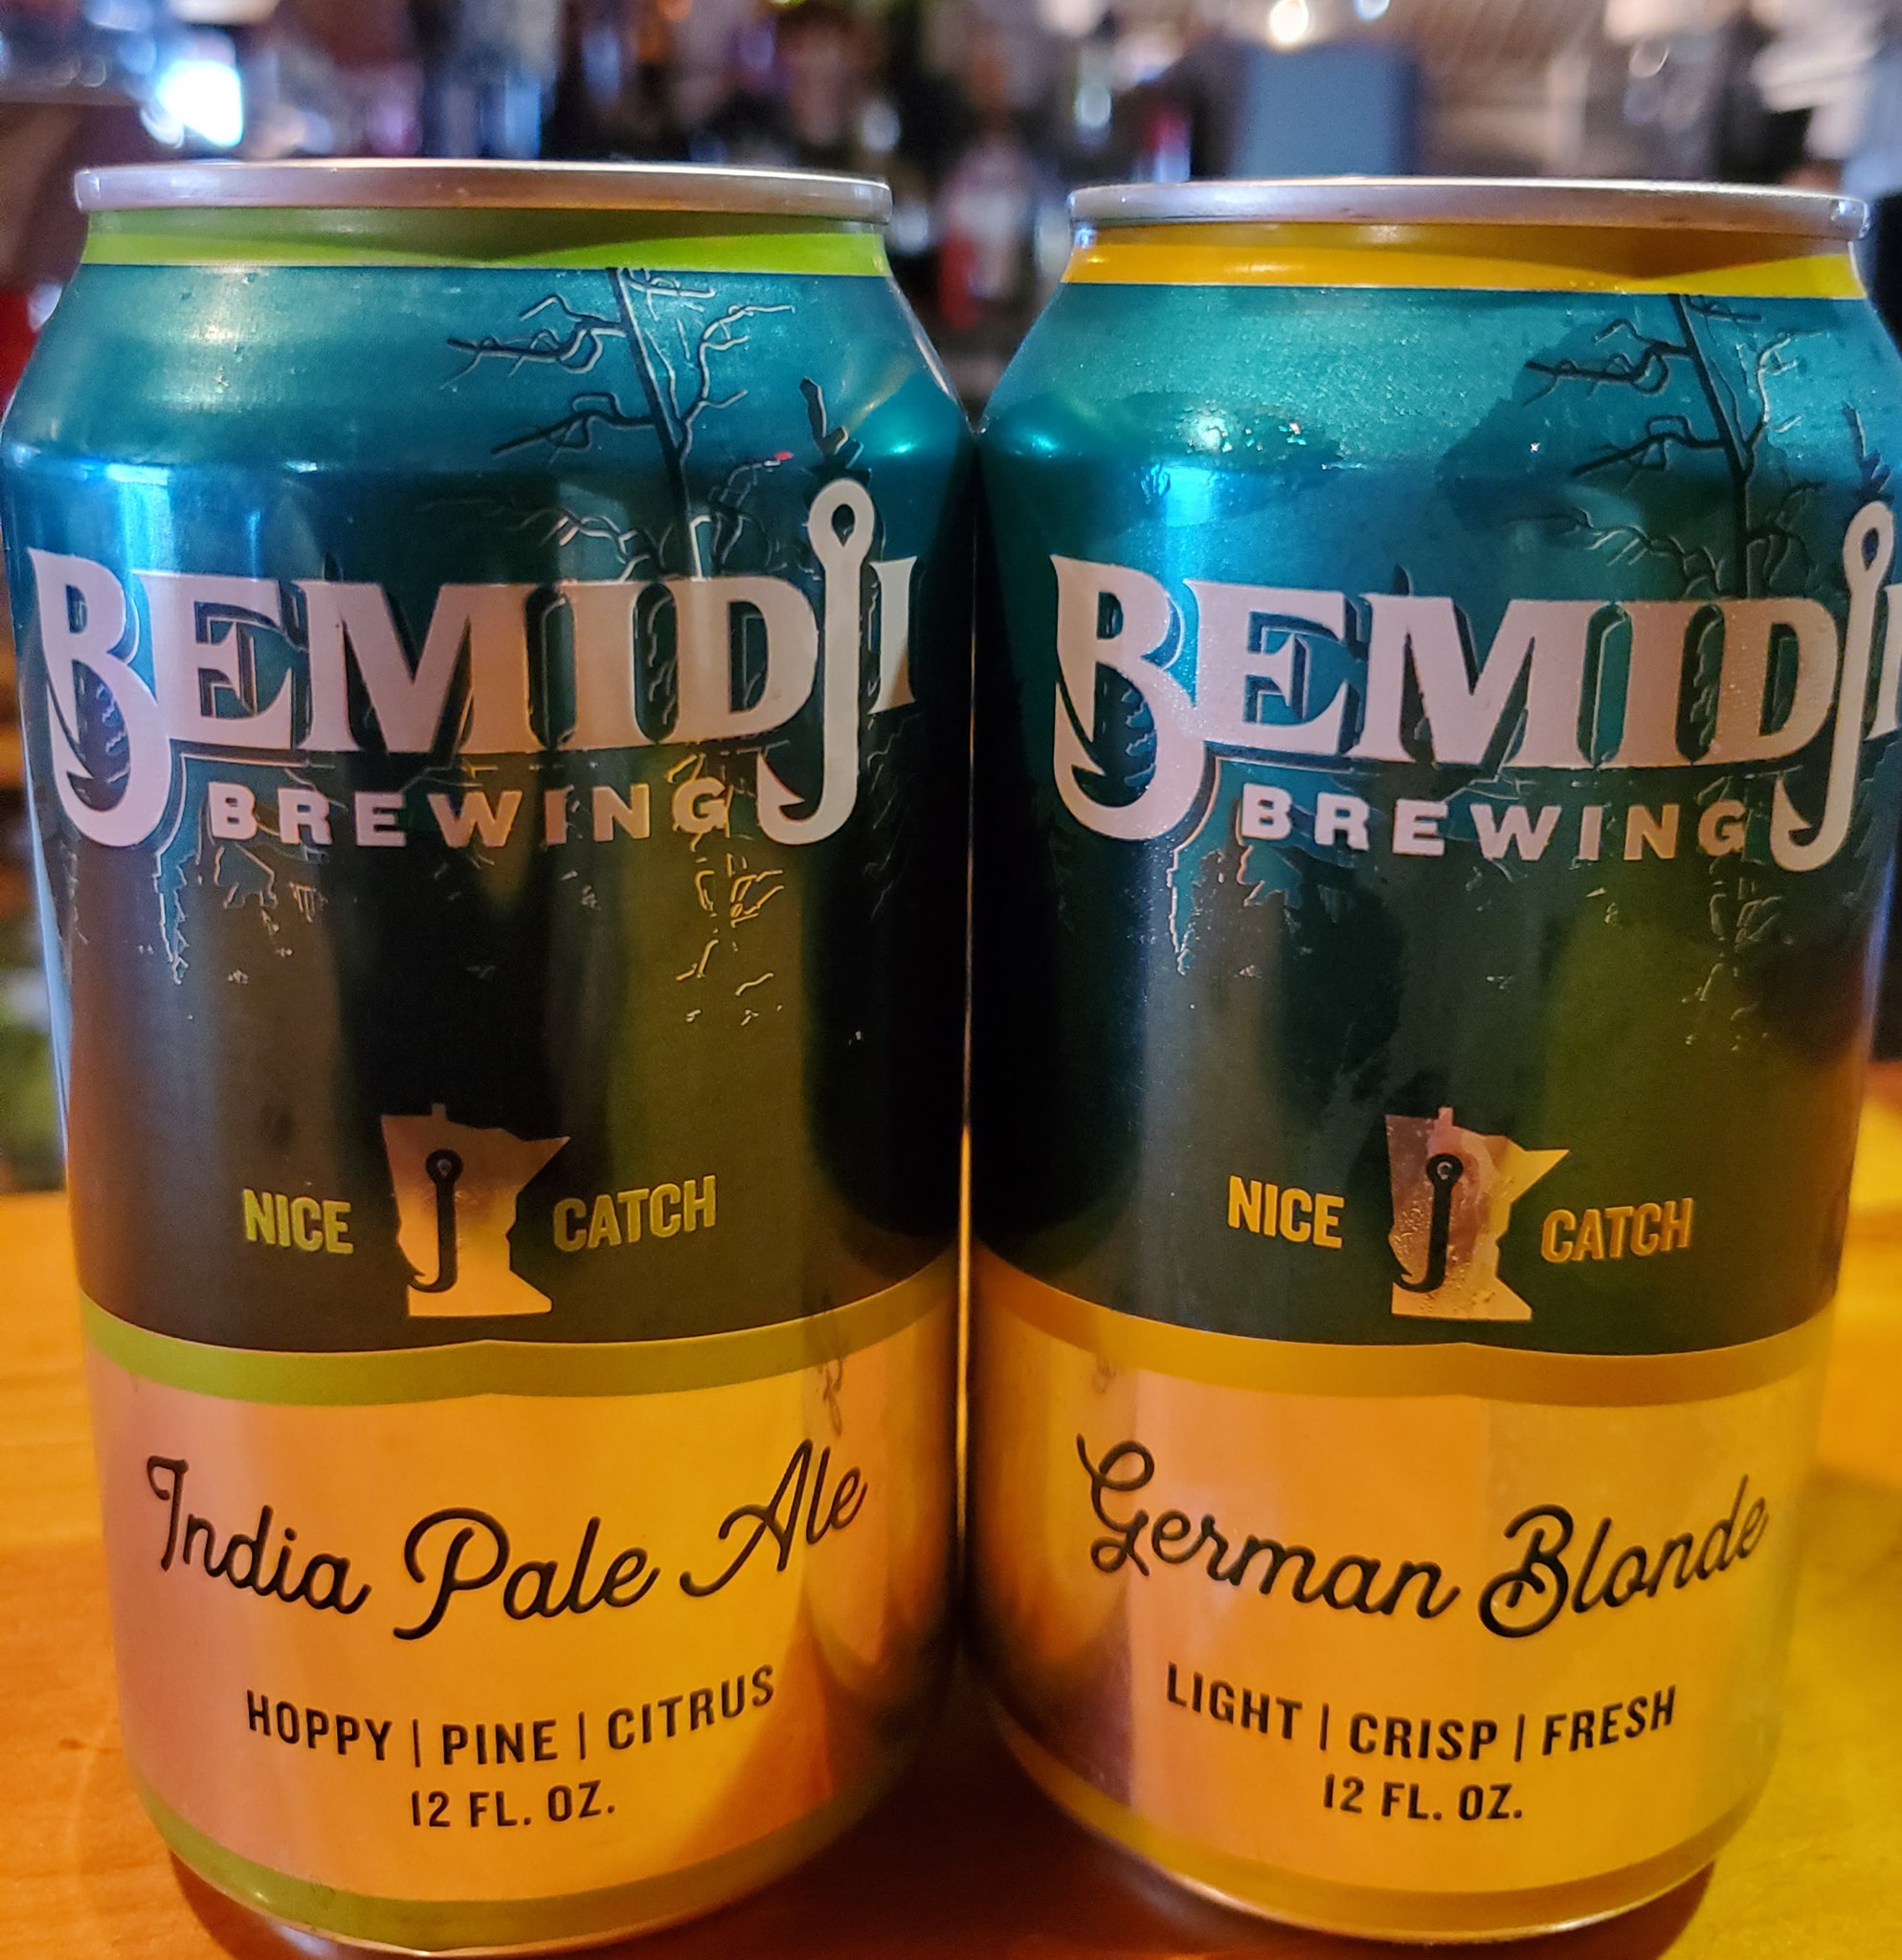 BEMIDJI
BREWING
NICE CATCH
India Pale Ale
HOPPY | PINE | CITRUS
12 FL. OZ.
BEMIDJI
BREWING
NICE CATCH
German Blonde
LIGHT | CRISP | FRESH
12 FL. OZ.